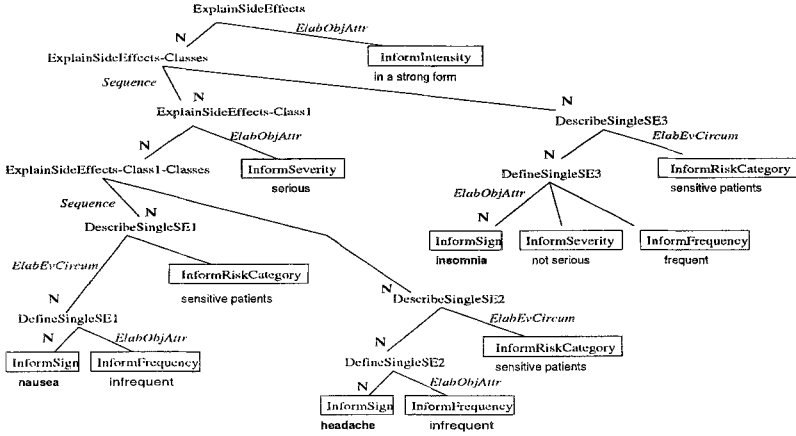 ExplainSideEffects
N
ElabObjAttr
ExplainSideEffects-Classes
InformIntensity
Sequence
in a strong form
N
N
ExplainSideEffects-Class1
DescribeSingleSE3
N
ElabObjAttr
N
ElabEvCircum
ExplainSideEffects-Class1-Classes
InformSeverity
DefineSingleSE3
InformRiskCategory
serious
sensitive patients
Sequence
N
ElabObjAttr
DescribeSingleSE1
N
InformSign
InformSeverity
InformFrequency
insomnia
not serious
frequent
ElabEvCircum
InformRiskCategory
sensitive patients
N
N
DescribeSingleSE2
DefineSingleSE1
ElabEvCircum
N
ElabObjAttr
N
InformRiskCategory
InformSign
InformFrequency
DefineSingleSE2
sensitive patients
nausea
infrequent
N
ElabObjAttr
InformSign
InformFrequency
headache
infrequent